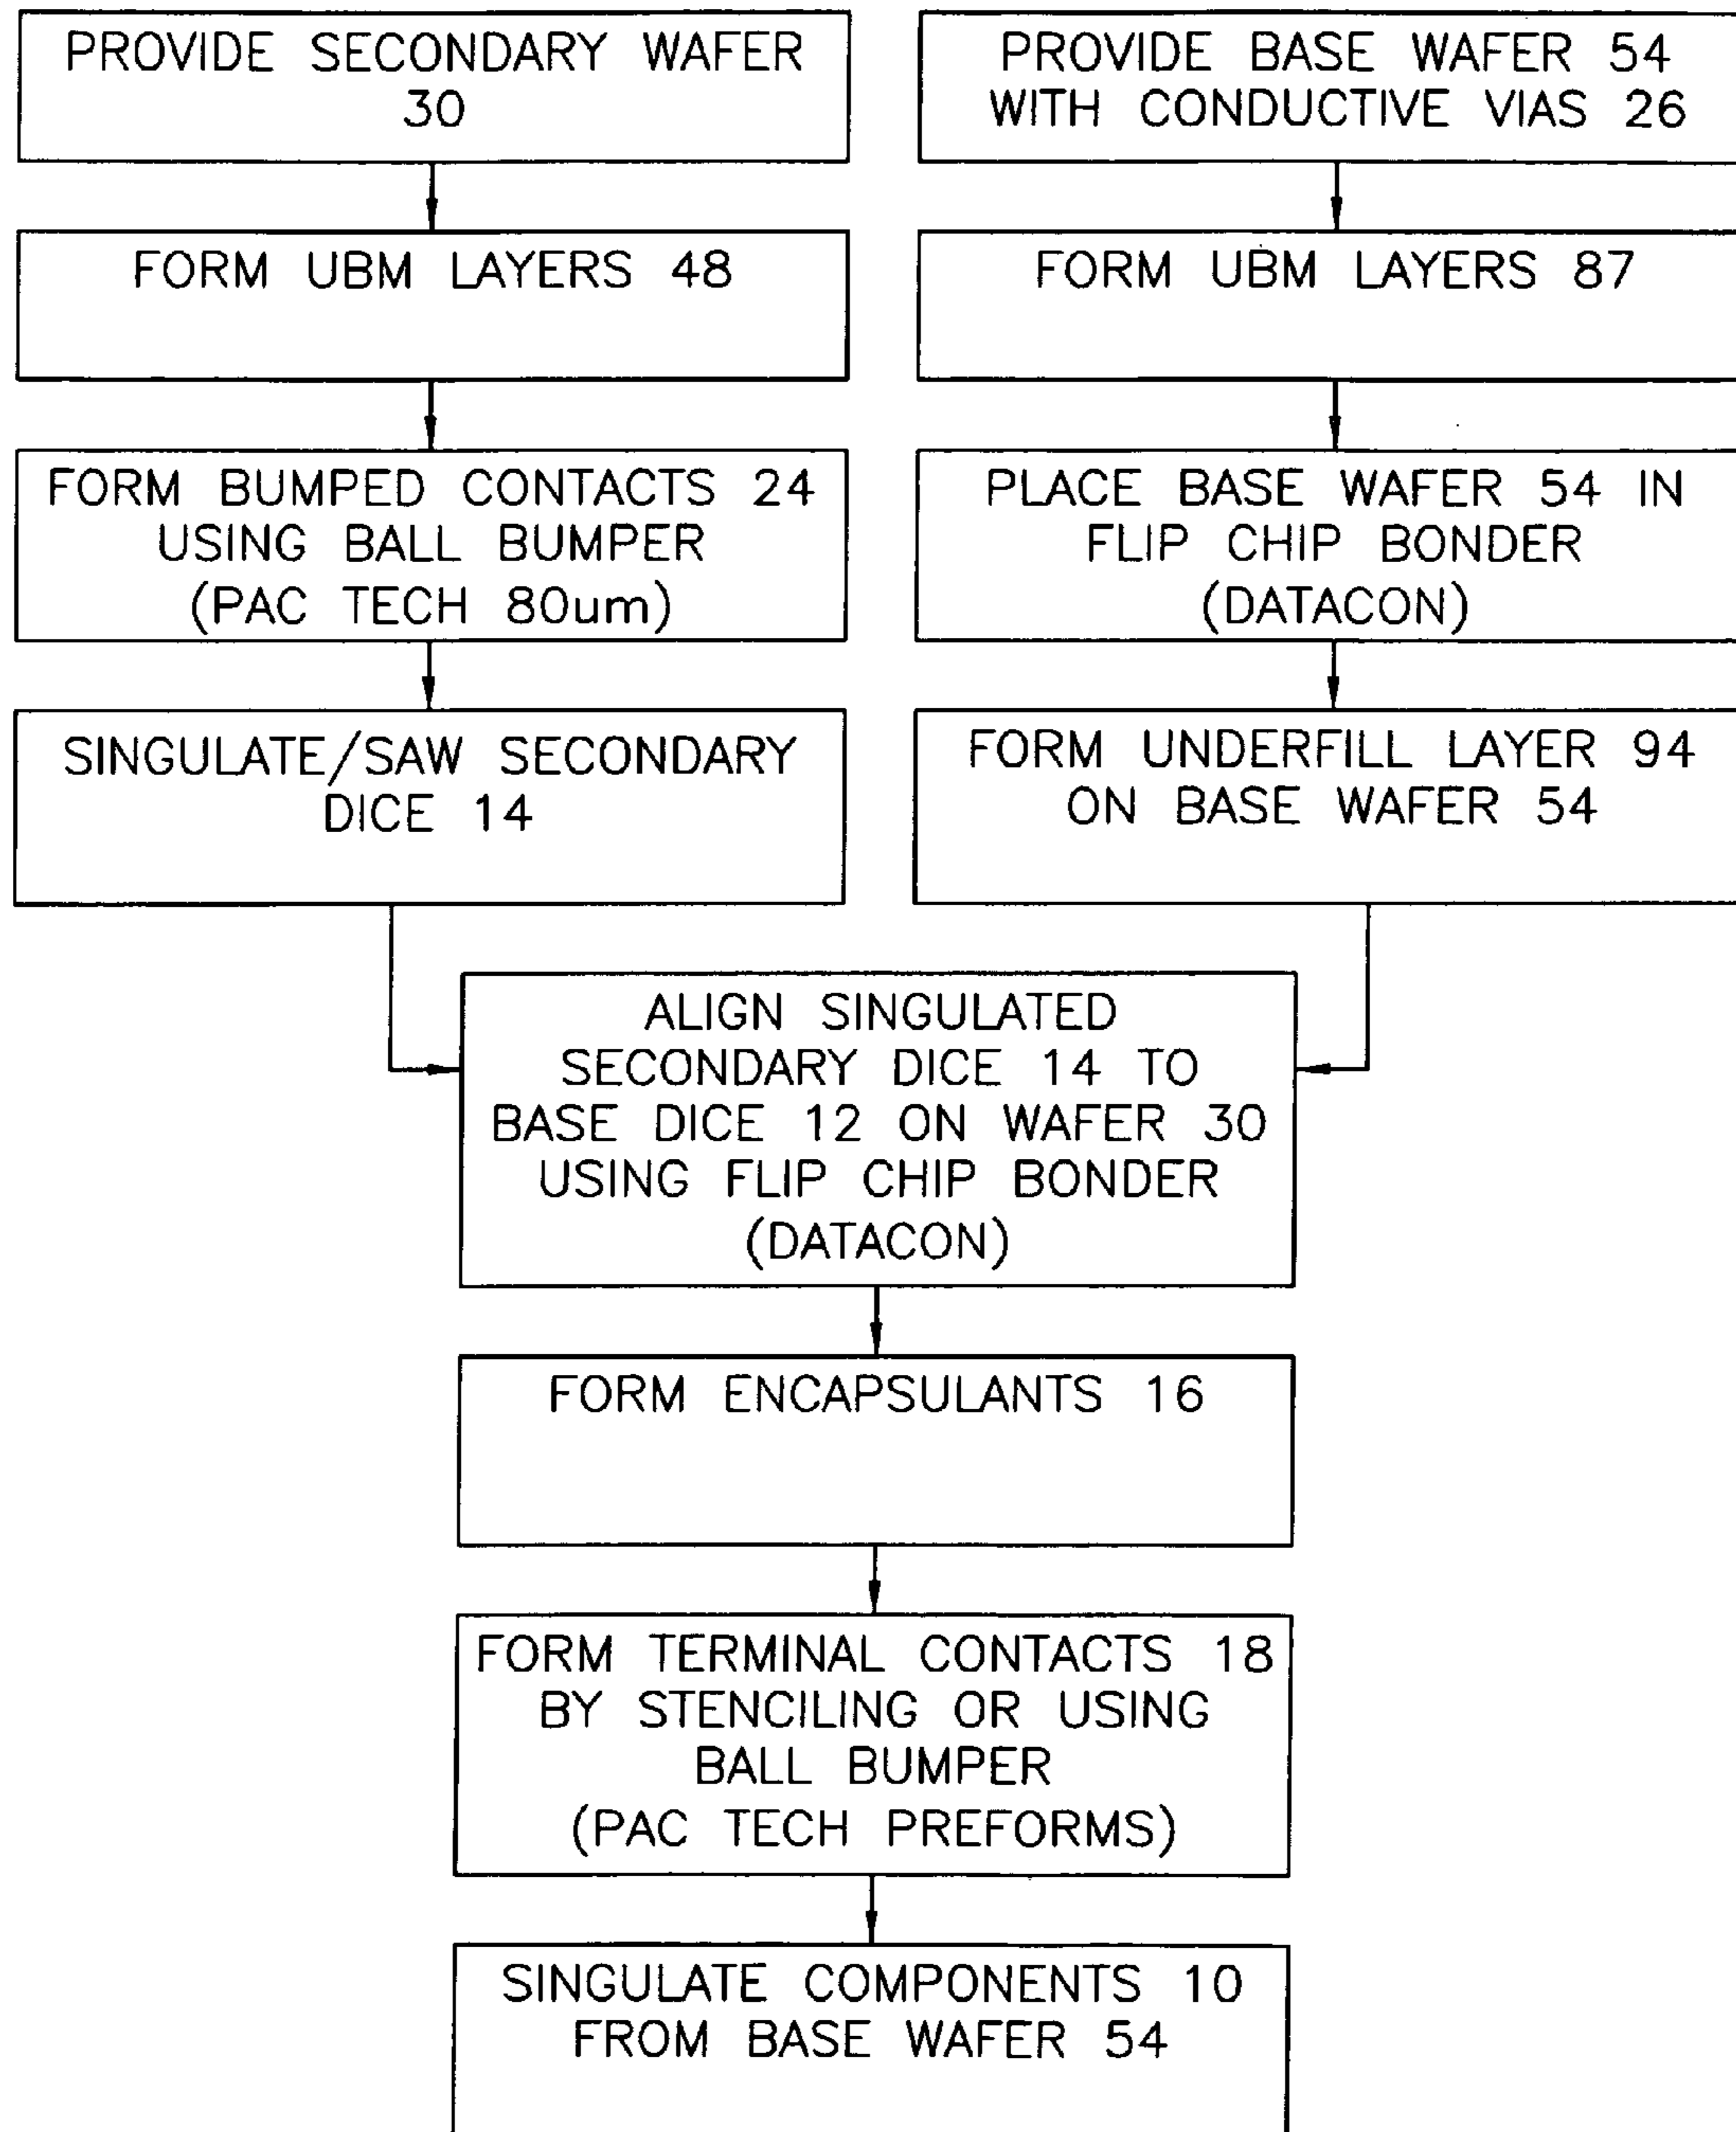 PROVIDE SECONDARY WAFER
30
PROVIDE BASE WAFER 54
WITH CONDUCTIVE VIAS 26
FORM UBM LAYERS 48
FORM UBM LAYERS 87
FORM BUMPED CONTACTS 24
USING BALL BUMPER
(PAC TECH 80um)
PLACE BASE WAFER 54 IN
FLIP CHIP BONDER
(DATACON)
SINGULATE/SAW SECONDARY
DICE 14
FORM UNDERFILL LAYER 94
ON BASE WAFER 54
ALIGN SINGULATED
SECONDARY DICE 14 TO
BASE DICE 12 ON WAFER 30
USING FLIP CHIP BONDER
(DATACON)
FORM ENCAPSULANTS 16
FORM TERMINAL CONTACTS 18
BY STENCILING OR USING
BALL BUMPER
(PAC TECH PREFORMS)
SINGULATE COMPONENTS 10
FROM BASE WAFER 54